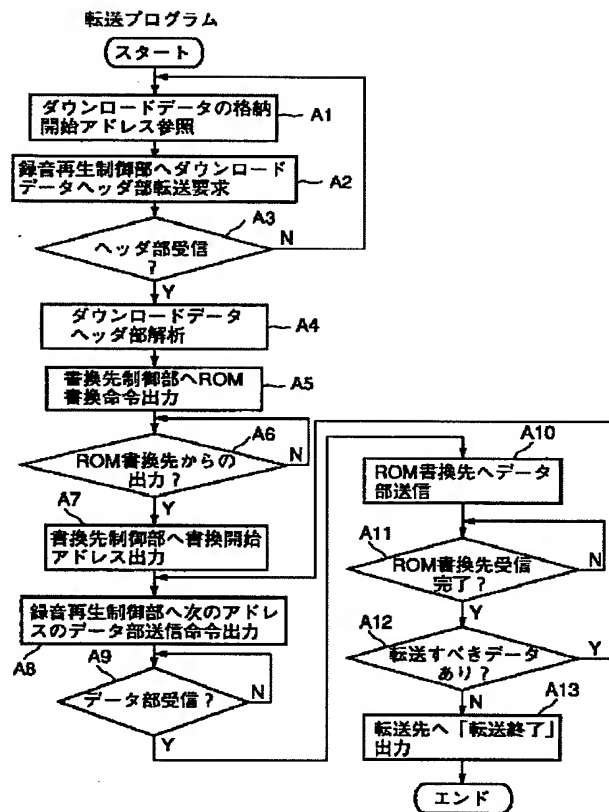 転送プログラム
スタート
ダウンロードデータの格納
開始アドレス参照
A1
録音再生制御部へダウンロード
データヘッダ部転送要求
A2
A3
ヘッダ部受信
?
N
Y
ダウンロードデータ
ヘッダ部解析
A4
書換先制御部へROM
書換命令出力
A5
A6
ROM書換先からの
出力?
N
Y
A7
書換先制御部へ書換開始
アドレス出力
録音再生制御部へ次のアドレ
スのデータ部送信命令出力
A8
A9
データ部受信?
N
Y
A10
ROM書換先へデータ
部送信
A11
ROM書換先受信
完了?
N
Y
A12
転送すべきデータ
あり?
Y
N
A13
転送先へ「転送終了」
出力
エンド